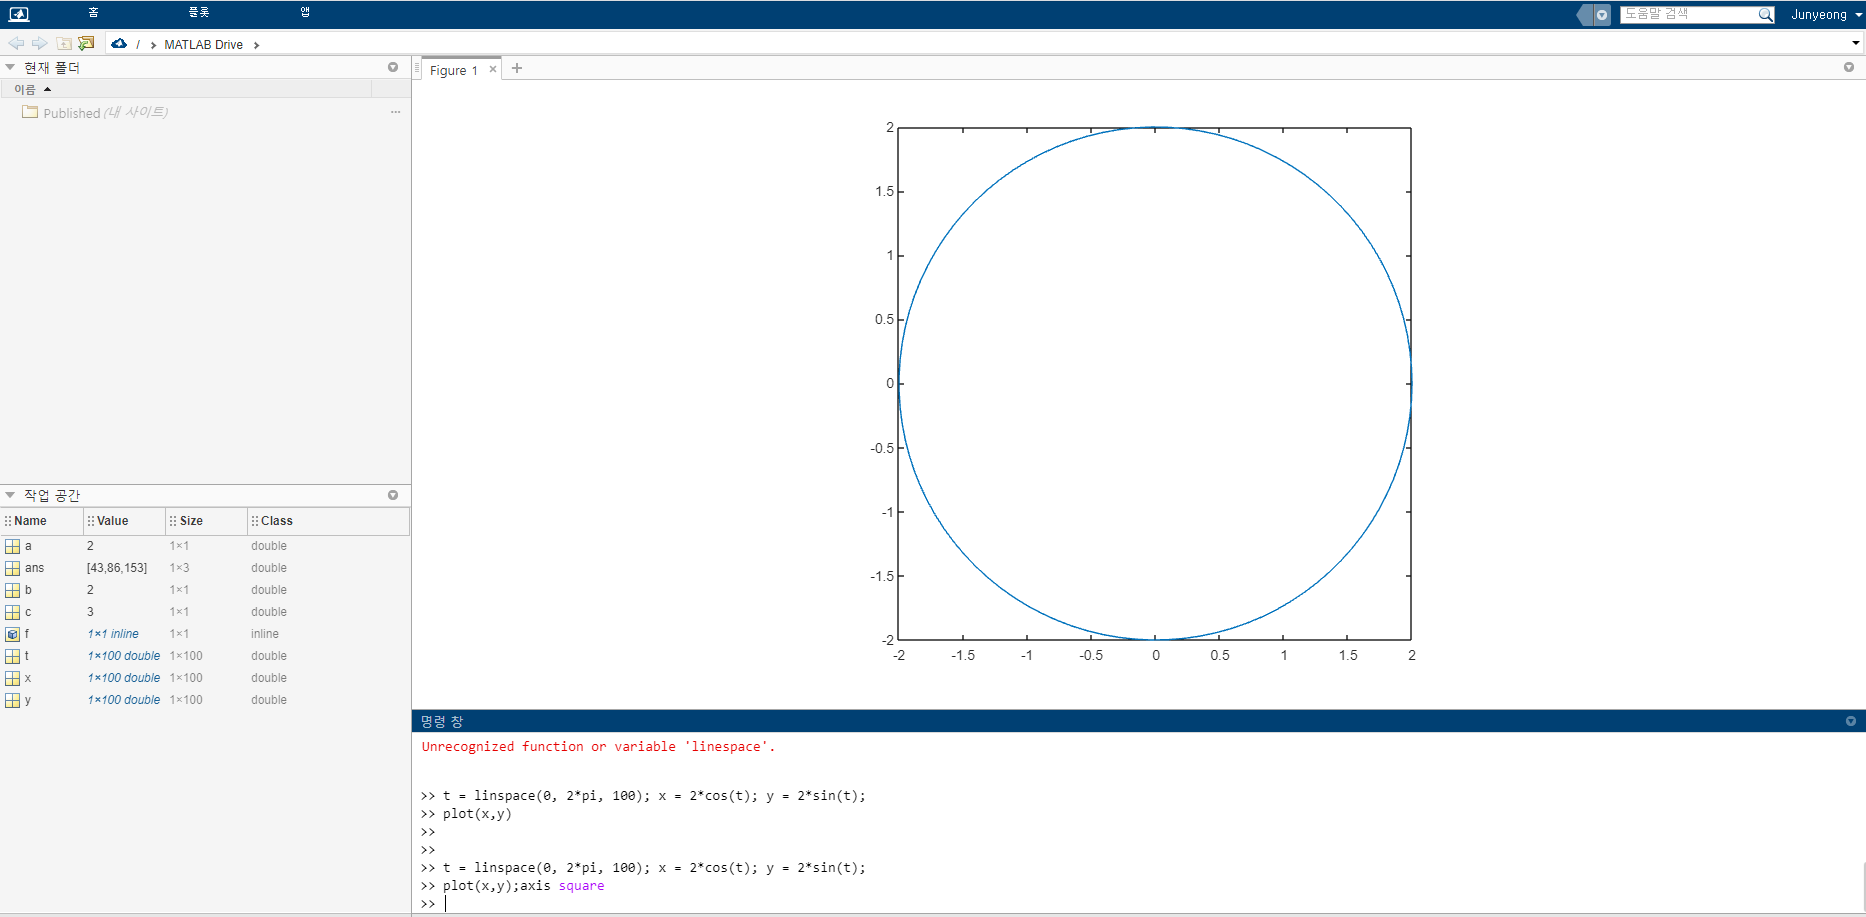 홈 플롯 앱 도움말 검색 Junyeong
/ MATLAB Drive
현재 폴더
이름
Published (내 사이트)
작업 공간
Name Value Size Class
a 2 1×1 double
ans [43,86,153] 1×3 double
b 2 1×1 double
c 3 1×1 double
f 1×1 inline 1×1 inline
t 1×100 double 1×100 double
x 1×100 double 1×100 double
y 1×100 double 1×100 double
Figure 1
2
1.5
1
0.5
0
-0.5
-1
-1.5
-2
-2 -1.5 -1 -0.5 0 0.5 1 1.5 2
명령 창
Unrecognized function or variable 'linespace'.
>> t = linspace(0, 2*pi, 100); x = 2*cos(t); y = 2*sin(t);
>> plot(x,y)
>>
>>
>> t = linspace(0, 2*pi, 100); x = 2*cos(t); y = 2*sin(t);
>> plot(x,y);axis square
>>